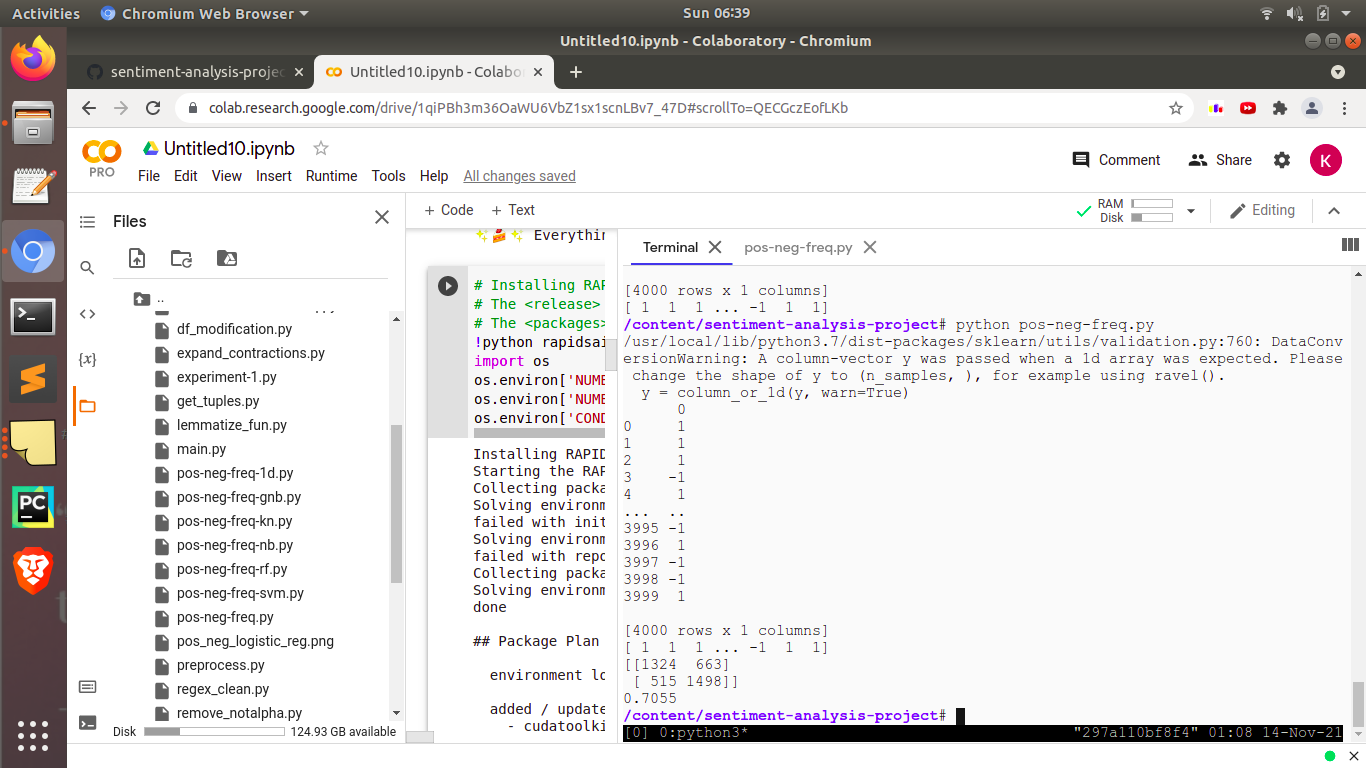 Activities Chromium Web Browser Sun 06:39
Untitled10.ipynb - Colaboratory - Chromium
sentiment-analysis-projec Untitled10.ipynb - Colabo
colab.research.google.com/drive/1qiPBh3m36OaWU6VbZ1sx1scnLBv7_47D#scrollTo=QECGczEofLKb
PRO
Untitled10.ipynb
File Edit View Insert Runtime Tools Help All changes saved
Comment Share K
Files
+ Code + Text
RAM
Disk
Editing
..
df_modification.py
expand_contractions.py
experiment-1.py
get_tuples.py
lemmatize_fun.py
main.py
pos-neg-freq-1d.py
pos-neg-freq-gnb.py
pos-neg-freq-kn.py
pos-neg-freq-nb.py
pos-neg-freq-rf.py
pos-neg-freq-svm.py
pos-neg-freq.py
pos_neg_logistic_reg.png
preprocess.py
regex_clean.py
remove_notalpha.py
Disk 124.93 GB available
{x}
PC
✨🍰✨ Everythin
# Installing RAP
# The <release>
# The <packages>
!python rapidsai
import os
os.environ['NUME
os.environ['NUME
os.environ['COND
Installing RAPID
Starting the RAP
Collecting packa
Solving environm
failed with init
Solving environm
failed with repo
Collecting packa
Solving environm
done
## Package Plan
environment lo
added / update
- cudatoolki
Terminal pos-neg-freq.py
[4000 rows x 1 columns]
[ 1 1 1 ... -1 1 1]
/content/sentiment-analysis-project# python pos-neg-freq.py
/usr/local/lib/python3.7/dist-packages/sklearn/utils/validation.py:760: DataConv
ersionWarning: A column-vector y was passed when a 1d array was expected. Please
change the shape of y to (n_samples, ), for example using ravel().
y = column_or_1d(y, warn=True)
0
0 1
1 1
2 1
3 -1
4 1
... ..
3995 -1
3996 1
3997 -1
3998 -1
3999 1
[4000 rows x 1 columns]
[ 1 1 1 ... -1 1 1]
[[1324 663]
[ 515 1498]]
0.7055
/content/sentiment-analysis-project#
[0] 0:python3* "297a110bf8f4" 01:08 14-Nov-21